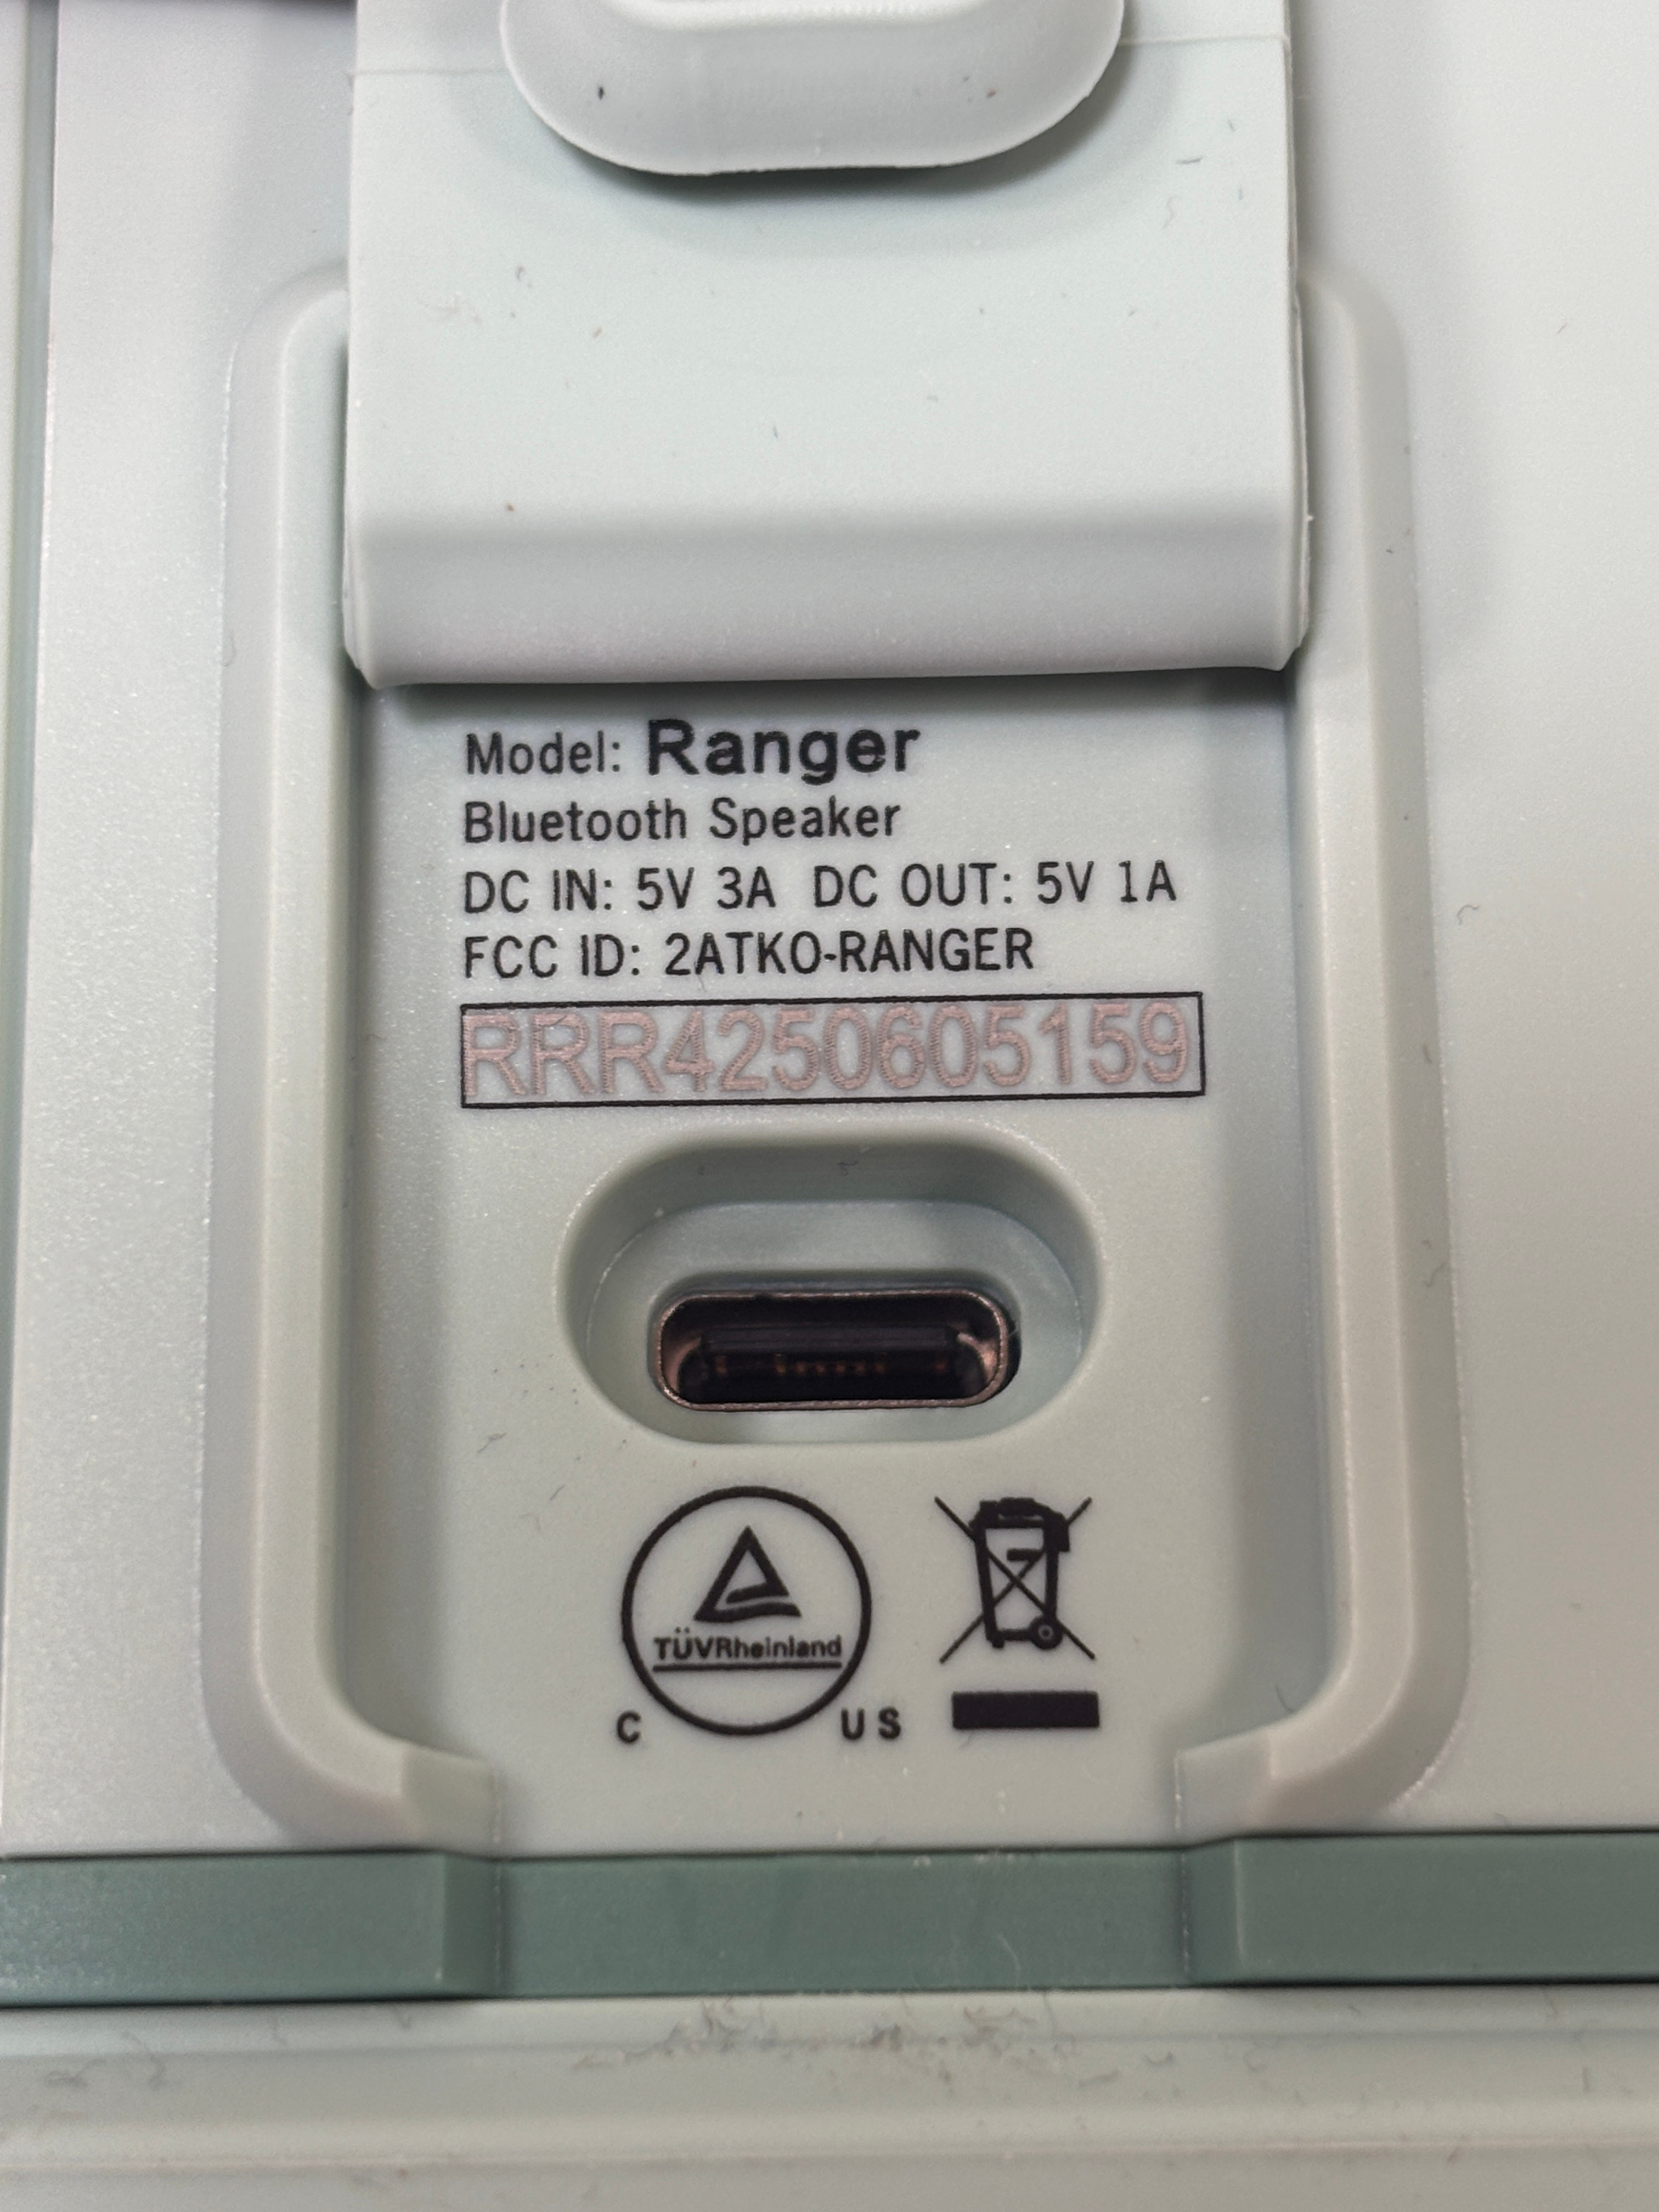 Model: Ranger
Bluetooth Speaker
DC IN: 5V 3A DC OUT: 5V 1A
FCC ID: 2ATKO-RANGER
RRR4250605159
TÜVRheinland
C US